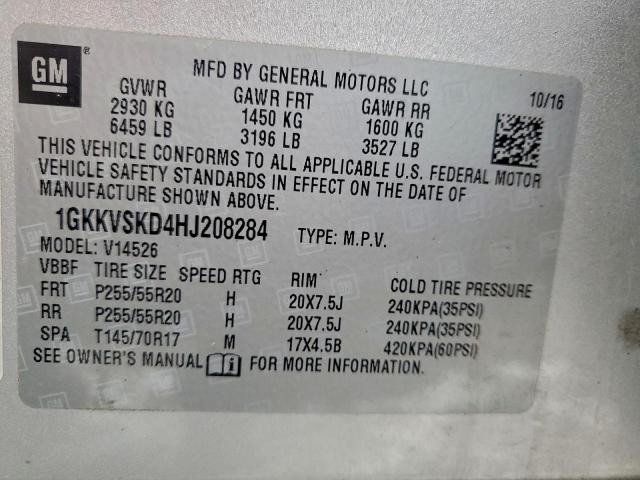 GM ®
MFD BY GENERAL MOTORS LLC 10/16
GVWR GAWR FRT GAWR RR
2930 KG 1450 KG 1600 KG
6459 LB 3196 LB 3527 LB
THIS VEHICLE CONFORMS TO ALL APPLICABLE U.S. FEDERAL MOTOR
VEHICLE SAFETY STANDARDS IN EFFECT ON THE DATE OF
MANUFACTURE SHOWN ABOVE.
1GKKVSKD4HJ208284 TYPE: M.P.V.
MODEL: V14526
VBBF TIRE SIZE SPEED RTG RIM COLD TIRE PRESSURE
FRT P255/55R20 H 20X7.5J 240KPA(35PSI)
RR P255/55R20 H 20X7.5J 240KPA(35PSI)
SPA T145/70R17 M 17X4.5B 420KPA(60PSI)
SEE OWNER'S MANUAL FOR MORE INFORMATION.